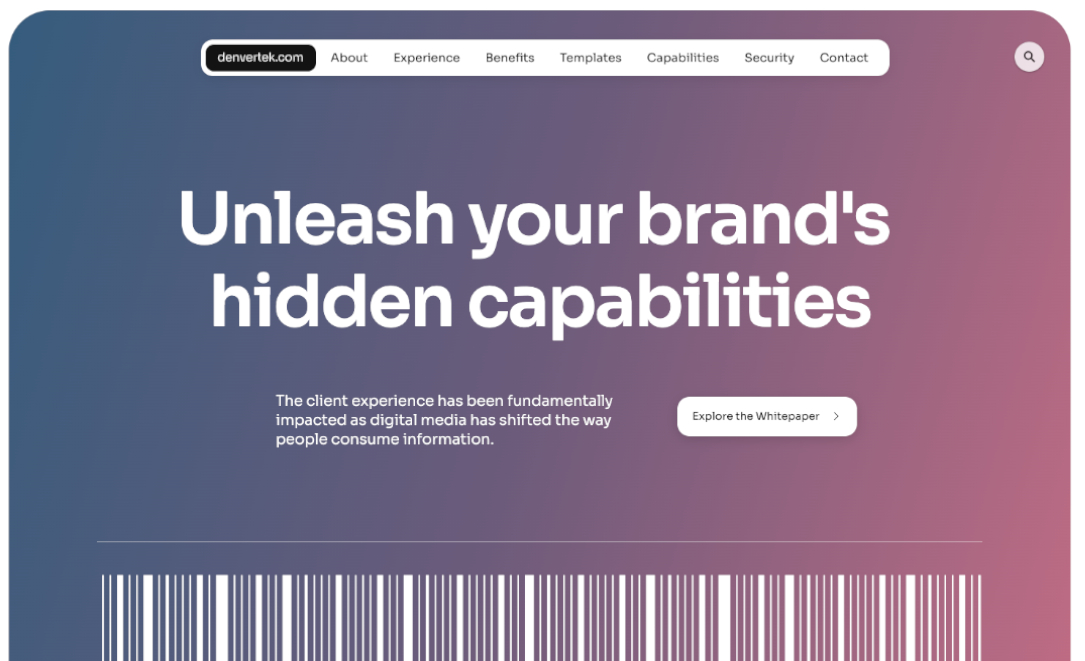 denvertek.com About Experience Benefits Templates Capabilities Security Contact
Unleash your brand's
hidden capabilities
The client experience has been fundamentally
impacted as digital media has shifted the way
people consume information.
Explore the Whitepaper